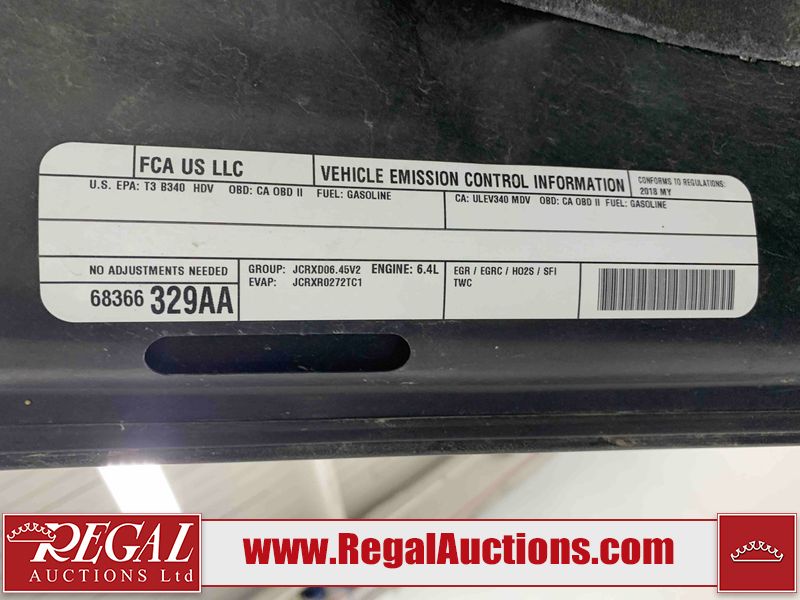 FCA US LLC
VEHICLE EMISSION CONTROL INFORMATION
CONFORMS TO REGULATIONS:
2018 MY
U.S. EPA: T3 B340 HDV OBD: CA OBD II FUEL: GASOLINE
CA: ULEV340 MDV OBD: CA OBD II FUEL: GASOLINE
NO ADJUSTMENTS NEEDED
68366 329AA
GROUP: JCRXD06.45V2 ENGINE: 6.4L
EVAP: JCRXR0272TC1
EGR / EGRC / HO2S / SFI
TWC
REGAL
AUCTIONS Ltd
www.RegalAuctions.com